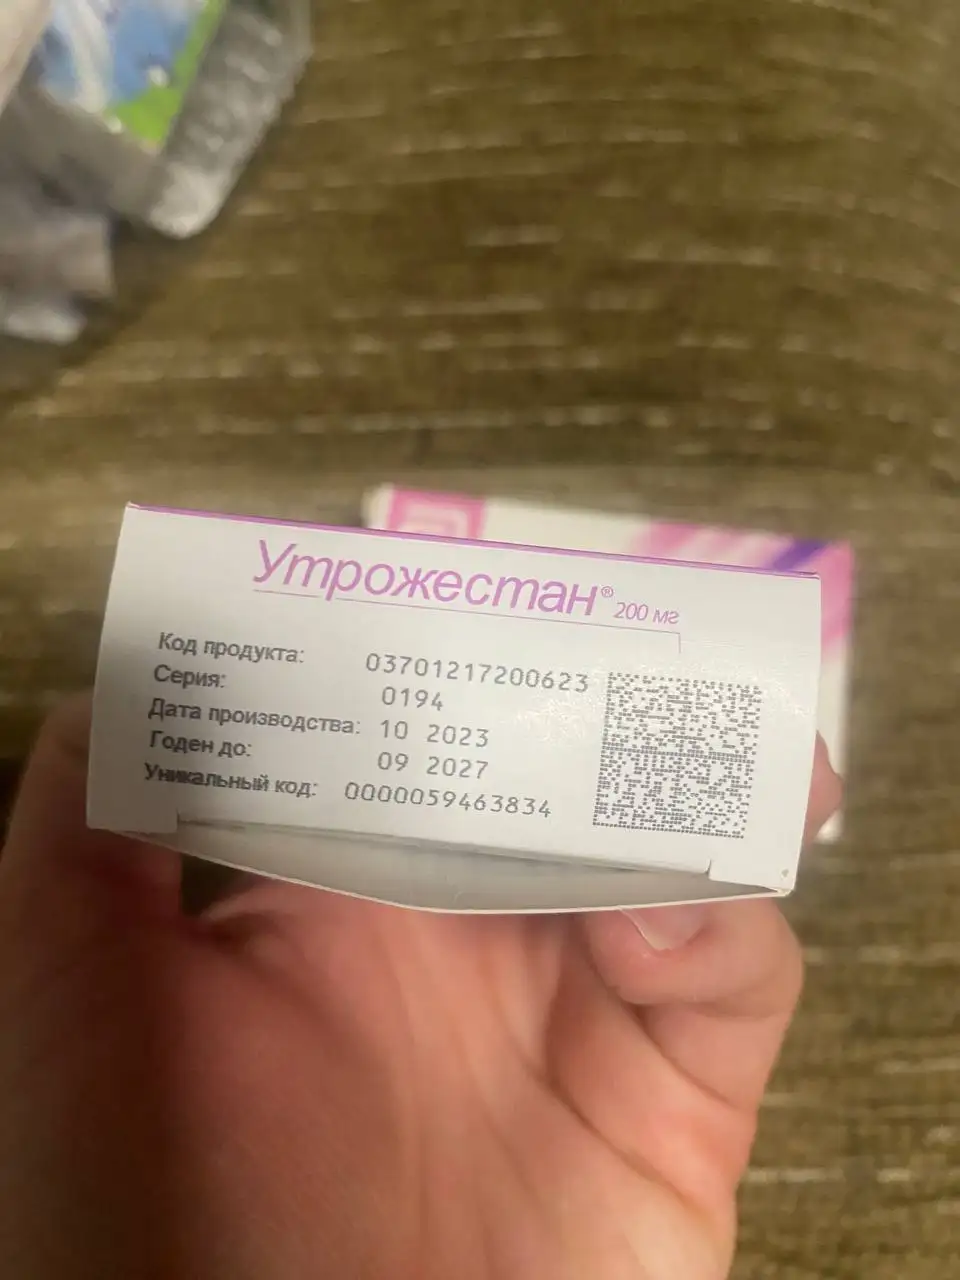 Утрожестан® 200 мг
Код продукта: 03701217200623
Серия: 0194
Дата производства: 10 2023
Годен до: 09 2027
Уникальный код: 0000059463834